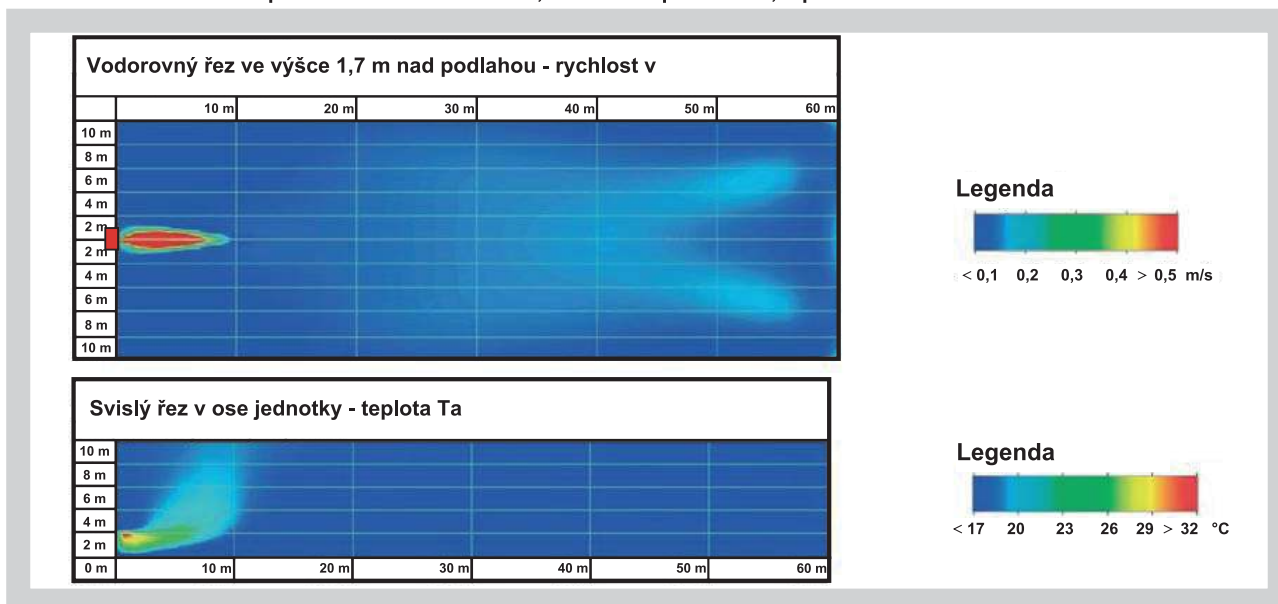 Vodorovný řez ve výšce 1,7 m nad podlahou - rychlost v
10 m 20 m 30 m 40 m 50 m 60 m
10 m
8 m
6 m
4 m
2 m
2 m
4 m
6 m
8 m
10 m
Legenda
< 0,1 0,2 0,3 0,4 > 0,5 m/s
Svislý řez v ose jednotky - teplota Ta
10 m
8 m
6 m
4 m
2 m
0 m 10 m 20 m 30 m 40 m 50 m 60 m
Legenda
< 17 20 23 26 29 > 32 °C